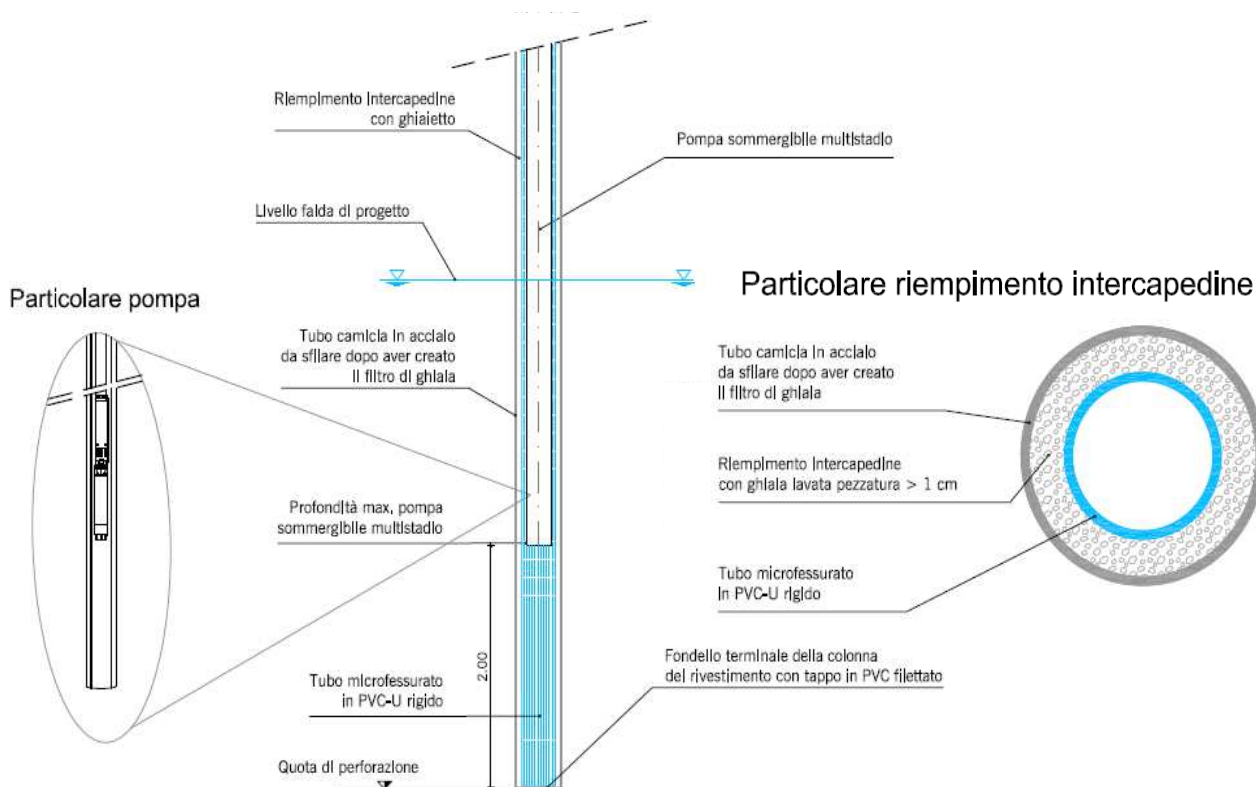 Riempimento intercapedine
con ghiaietto
Pompa sommergibile multistadio
Livello falda di progetto
Particolare pompa
Particolare riempimento intercapedine
Tubo camicia in acciaio
da sfilare dopo aver creato
il filtro di ghiaia
Tubo camicia in acciaio
da sfilare dopo aver creato
il filtro di ghiaia
Riempimento intercapedine
con ghiaia lavata pezzatura > 1 cm
Profondità max. pompa
sommergibile multistadio
Tubo microfessurato
in PVC-U rigido
2.00
Fondello terminale della colonna
del rivestimento con tappo in PVC filettato
Tubo microfessurato
in PVC-U rigido
Quota di perforazione